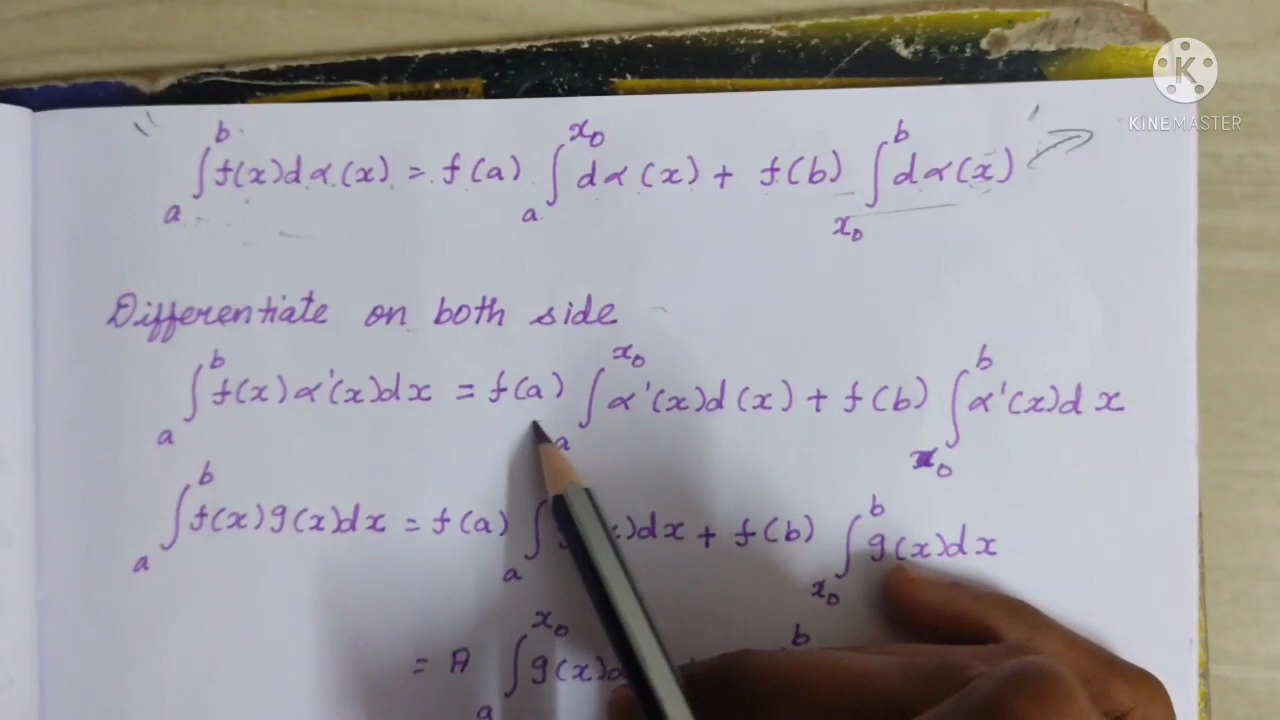 ∫_a^b f(x)dα(x) = f(a) ∫_a^{x₀} dα(x) + f(b) ∫_{x₀}^b dα(x)
KINEMASTER
Differentiate on both side
∫_a^b f(x)α'(x)dx = f(a) ∫_a^{x₀} α'(x)d(x) + f(b) ∫_{x₀}^b α'(x)dx
∫_a^b f(x)g(x)dx = f(a) ∫_a )dx + f(b) ∫_{x₀}^b g(x)dx
= A ∫_a^{x₀} g(x)d b